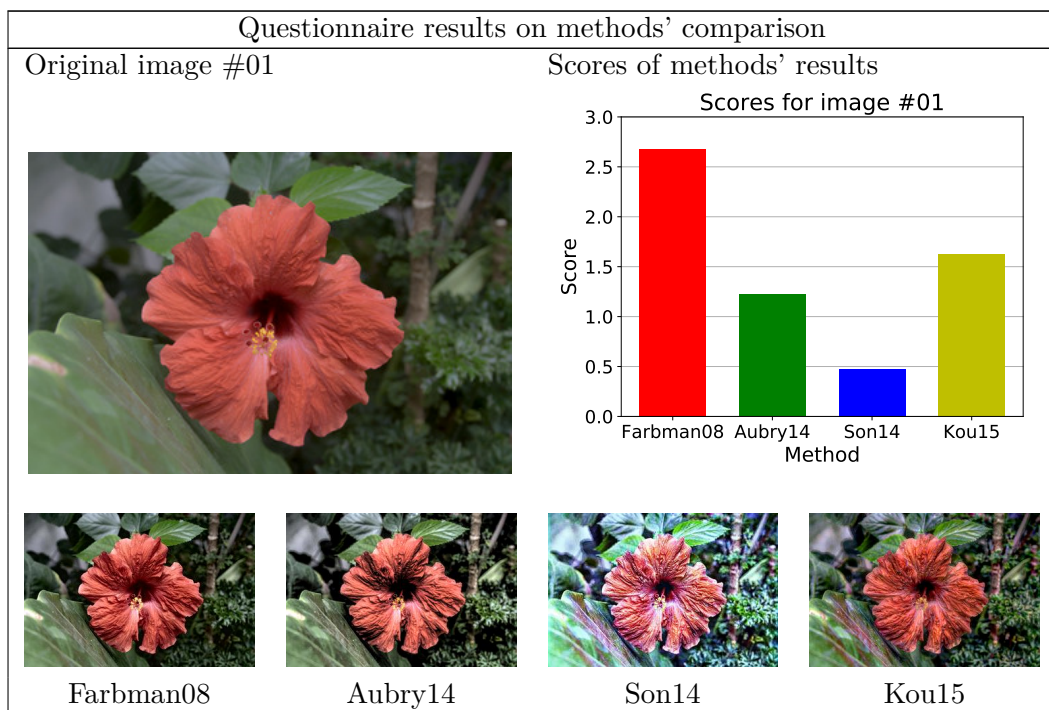 Questionnaire results on methods’ comparison
Original image #01
Scores of methods’ results
Scores for image #01
3.0
2.5
2.0
1.5
1.0
0.5
0.0
Score
Farbman08 Aubry14 Son14 Kou15
Method
Farbman08 Aubry14 Son14 Kou15